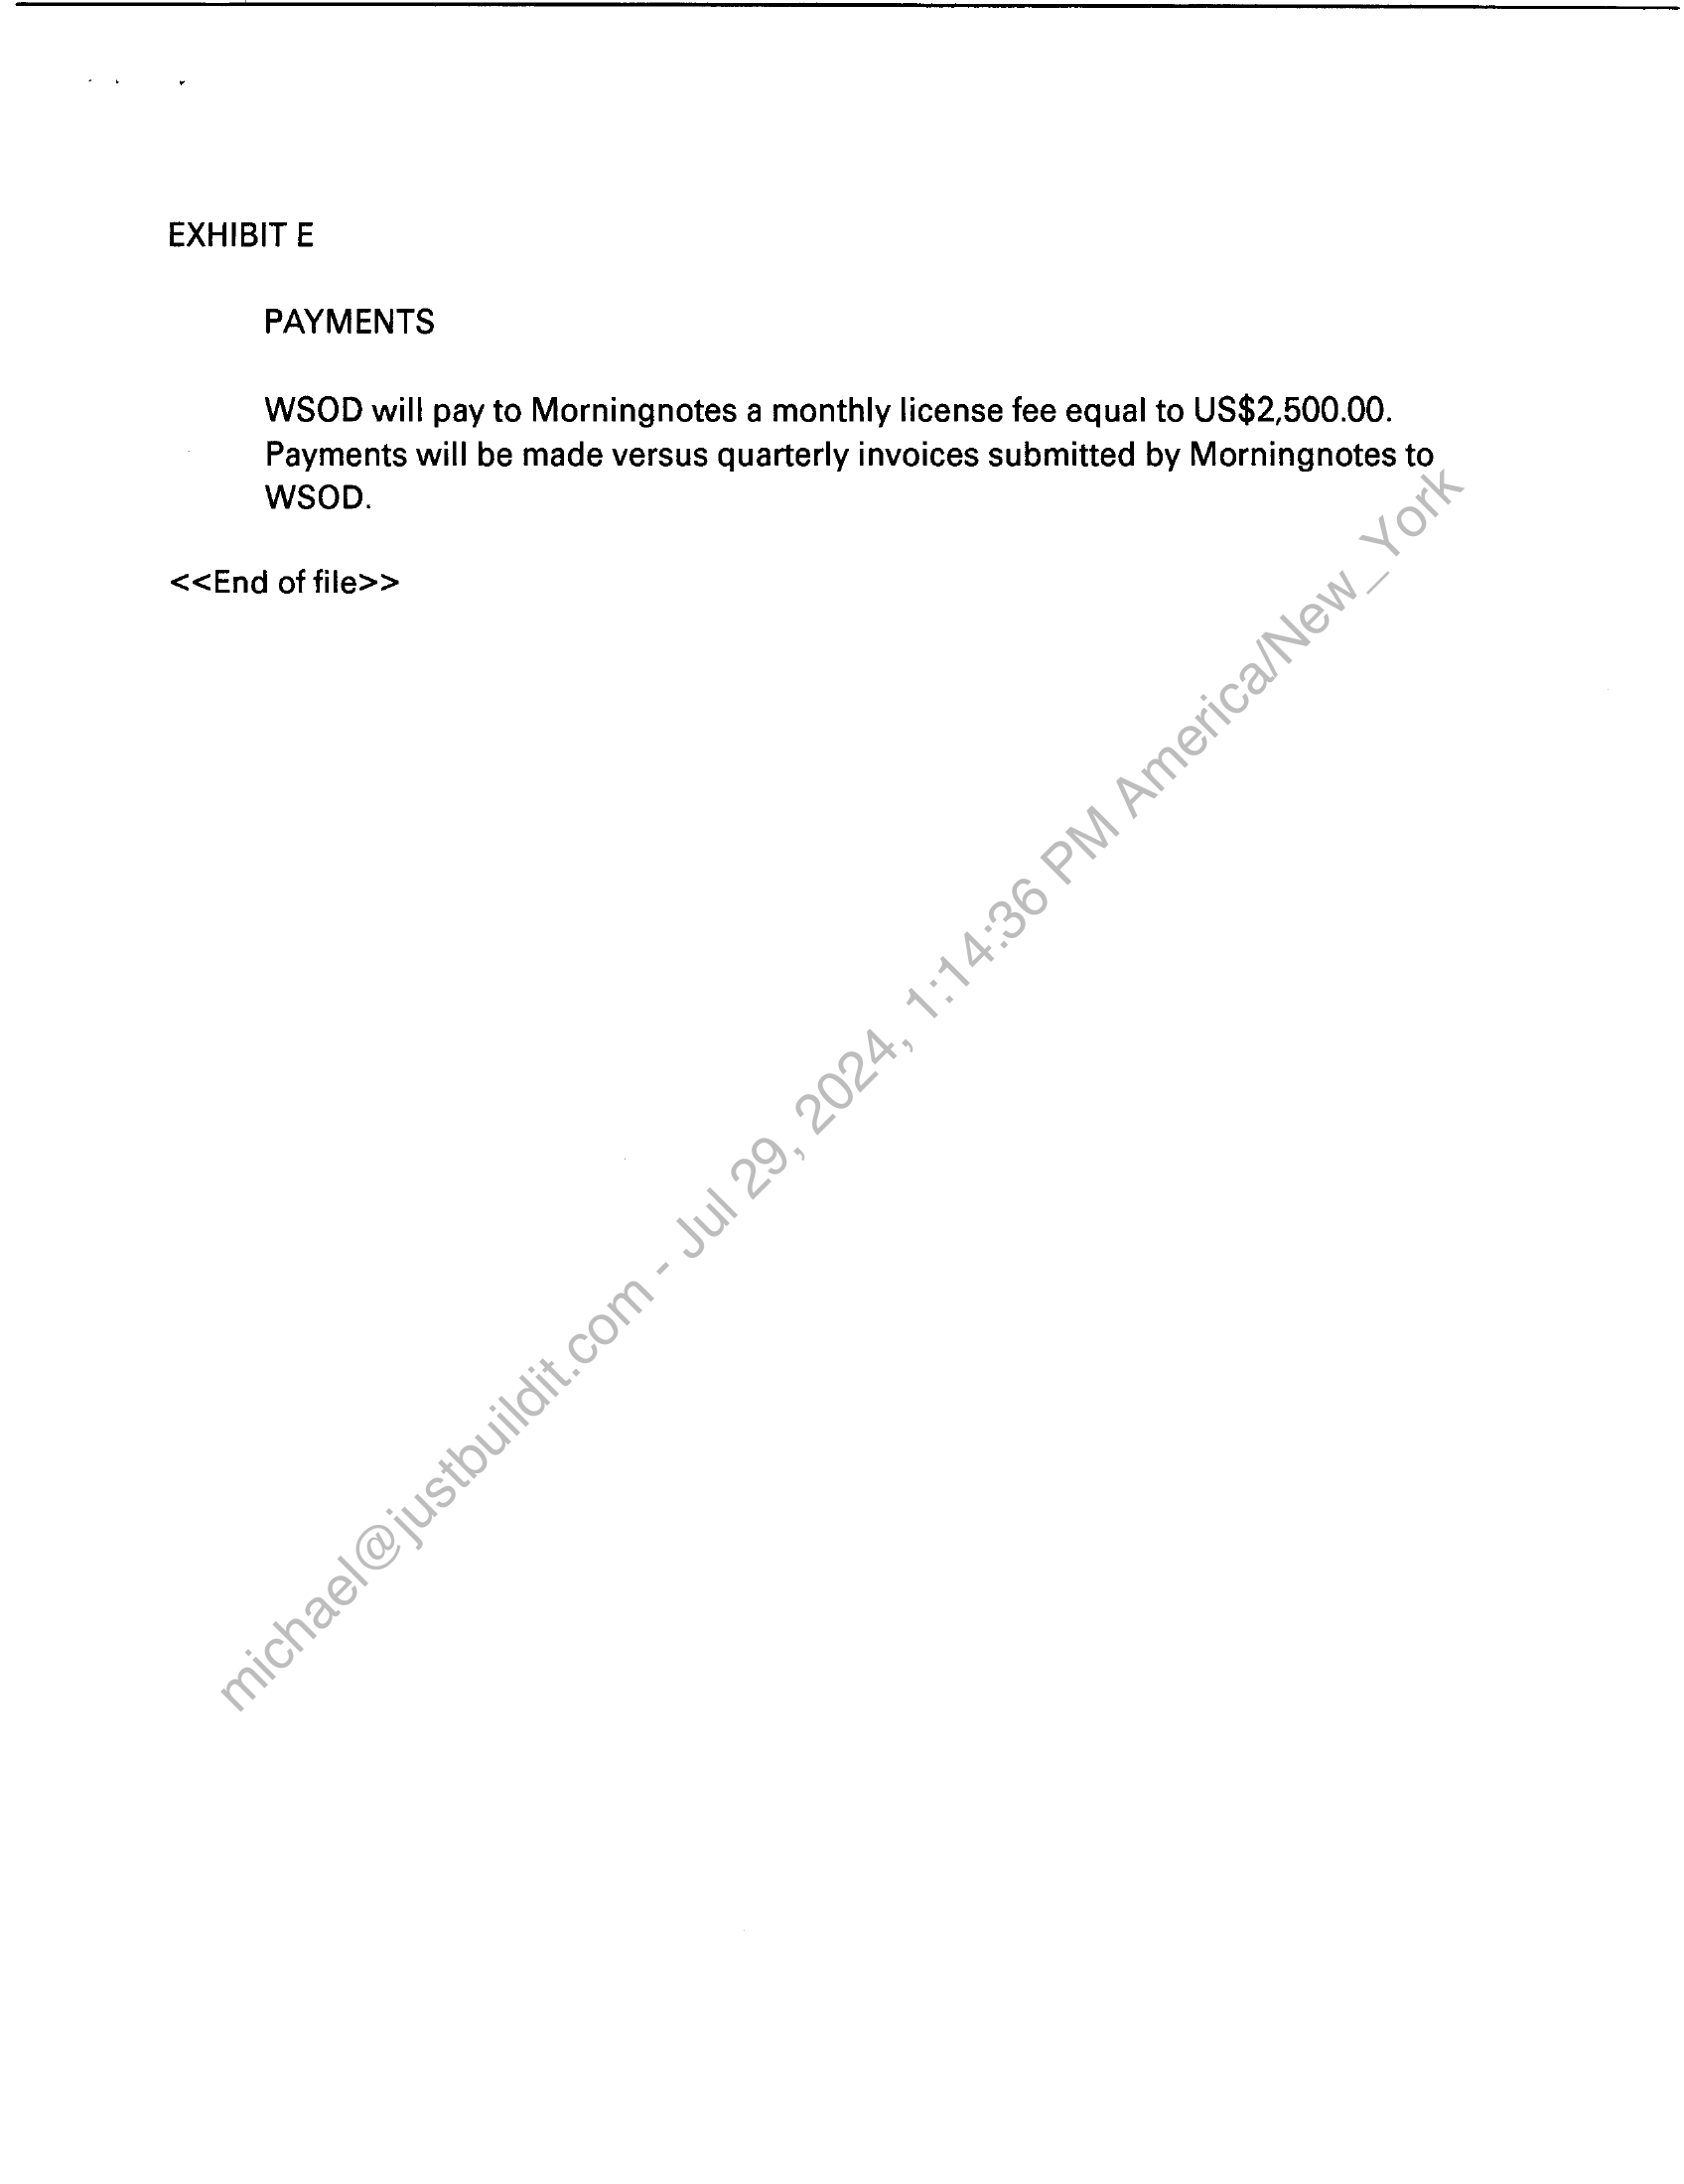 EXHIBIT E
PAYMENTS
WSOD will pay to Morningnotes a monthly license fee equal to US$2,500.00.
Payments will be made versus quarterly invoices submitted by Morningnotes to
WSOD.
<<End of file>>
michael@justbuildit.com - Jul 29, 2024, 1:14:36 PM America/New_York